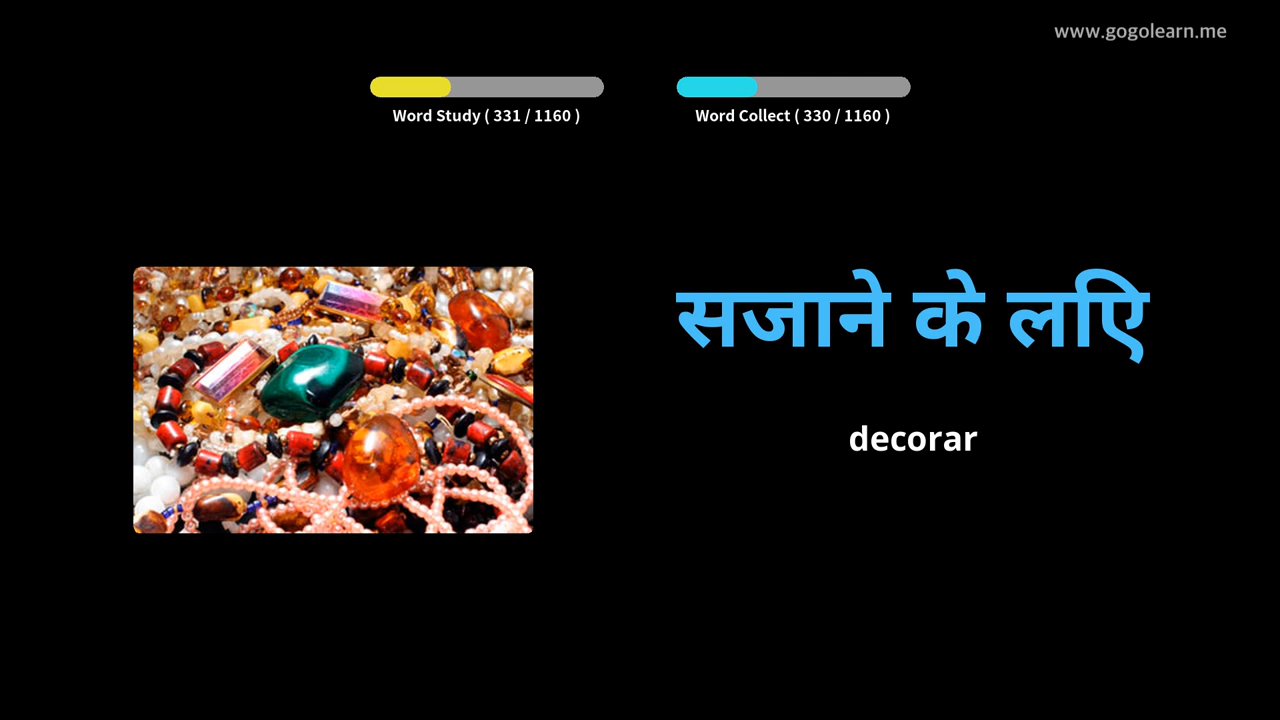 www.gogolearn.me
Word Study ( 331 / 1160 )
Word Collect ( 330 / 1160 )
सजाने के लिए
decorar